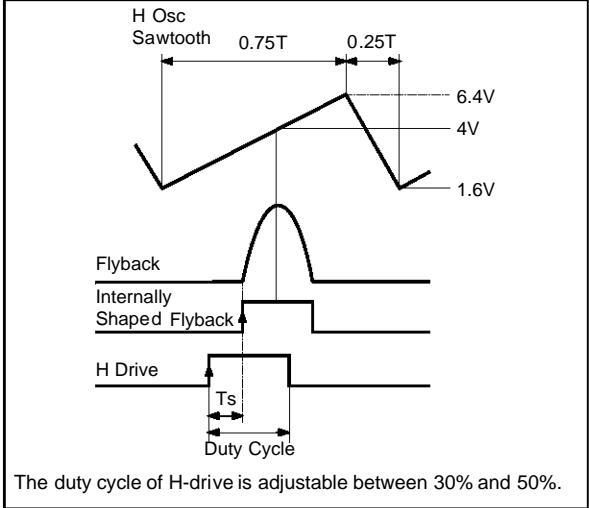 H Osc
Sawtooth
0.75T
0.25T
6.4V
4V
1.6V
Flyback
Internally
Shaped Flyback
H Drive
Ts
Duty Cycle
The duty cycle of H-drive is adjustable between 30% and 50%.